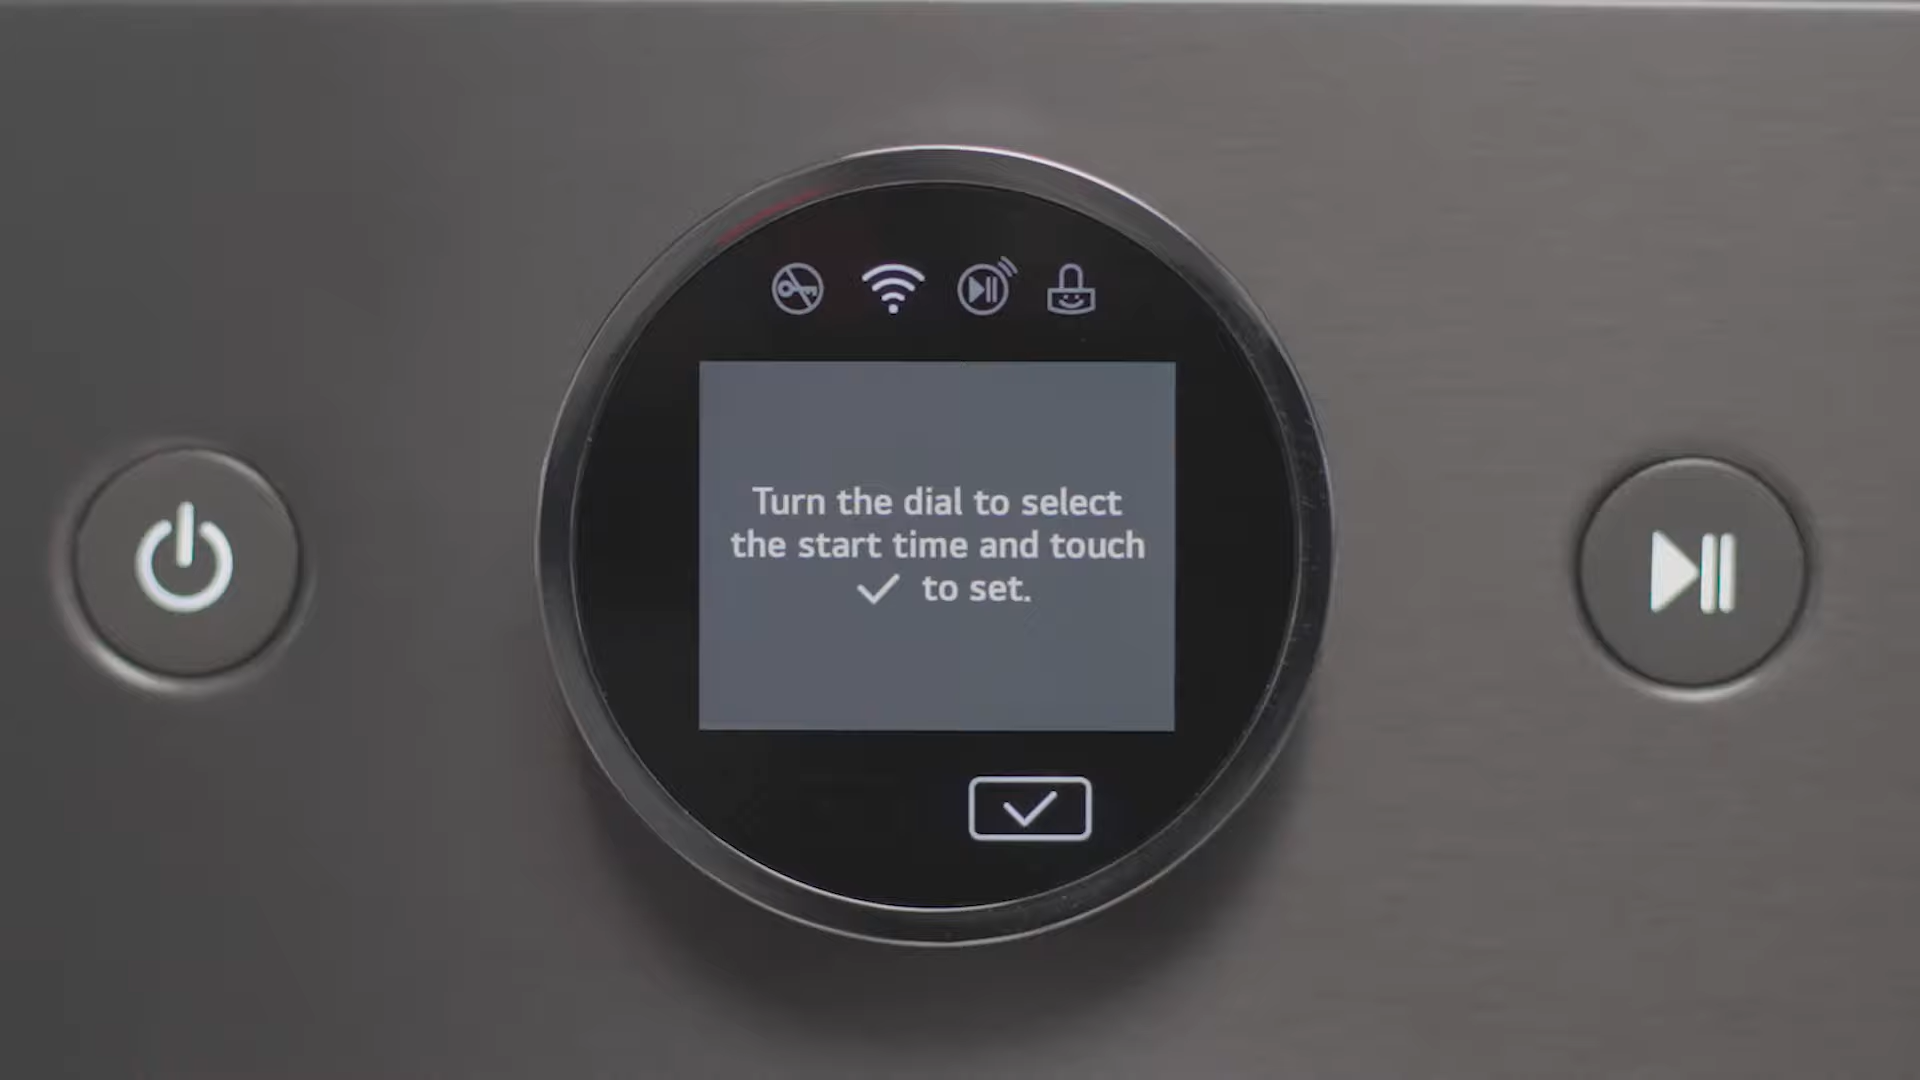 Turn the dial to select
the start time and touch
✓ to set.